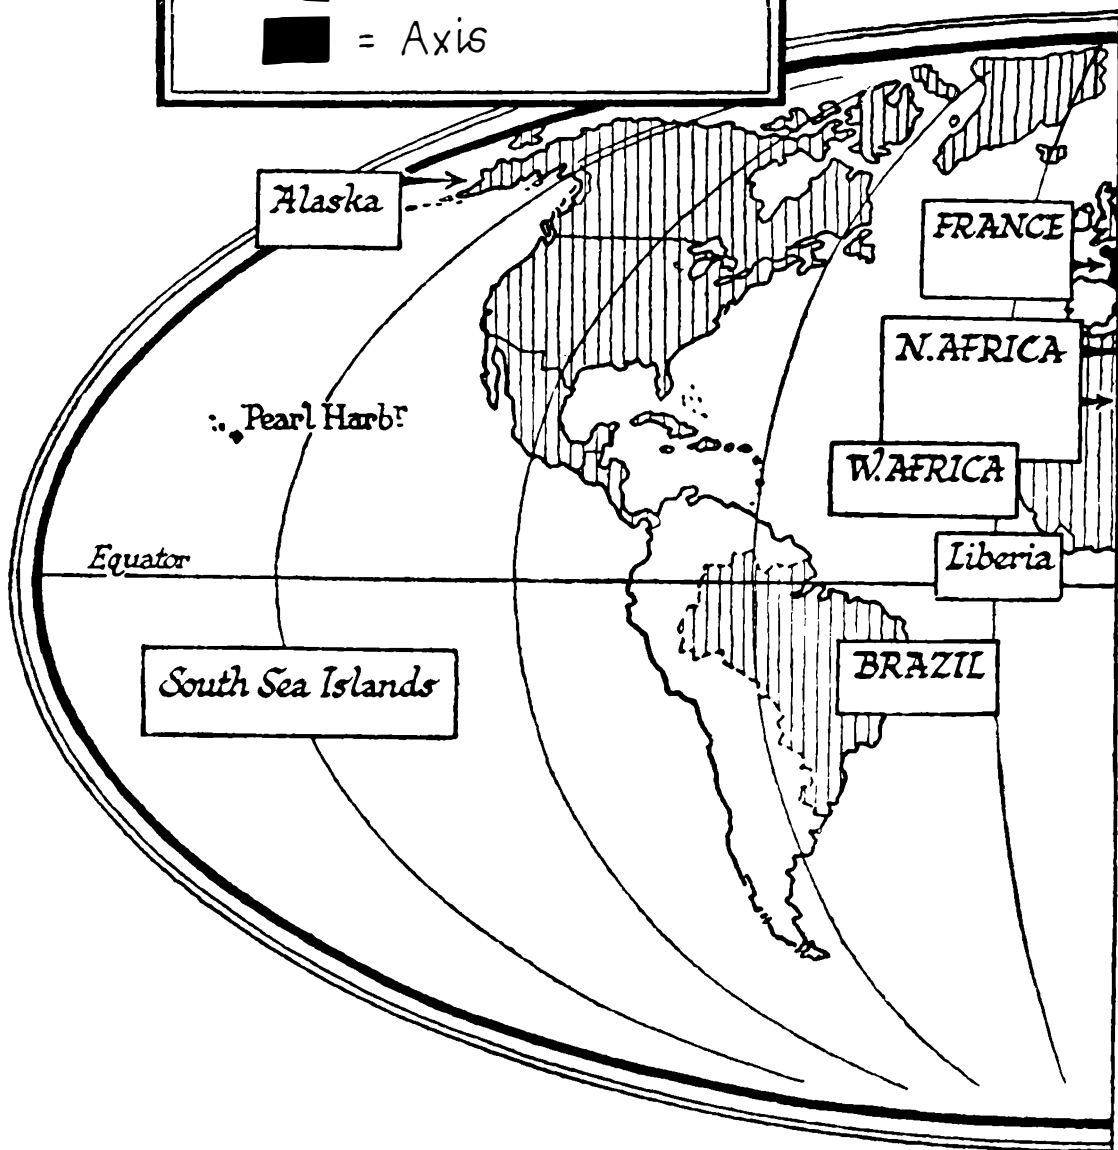 = Axis
Alaska
FRANCE
N.AFRICA
Pearl Harbr
W.AFRICA
Equator
Liberia
BRAZIL
South Sea Islands